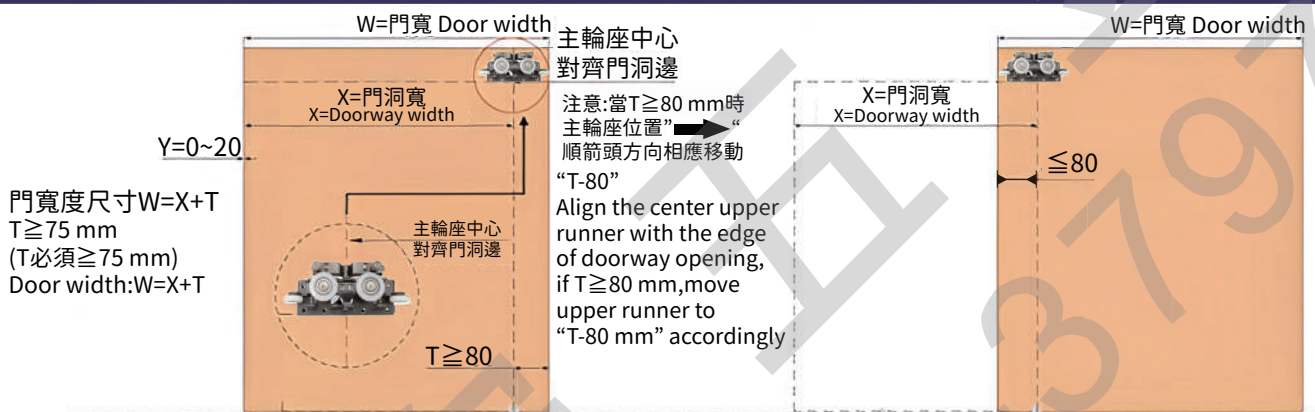 W=門寬 Door width
主輪座中心
對齊門洞邊
X=門洞寬
X=Doorway width
Y=0~20
注意:當T≧80 mm時
主輪座位置” “
順箭頭方向相應移動
“T-80”
Align the center upper
runner with the edge
of doorway opening,
if T≧80 mm,move
upper runner to
“T-80 mm” accordingly
門寬度尺寸W=X+T
T≧75 mm
(T必須≧75 mm)
Door width:W=X+T
主輪座中心
對齊門洞邊
T≧80
W=門寬 Door width
X=門洞寬
X=Doorway width
≦80
五
379